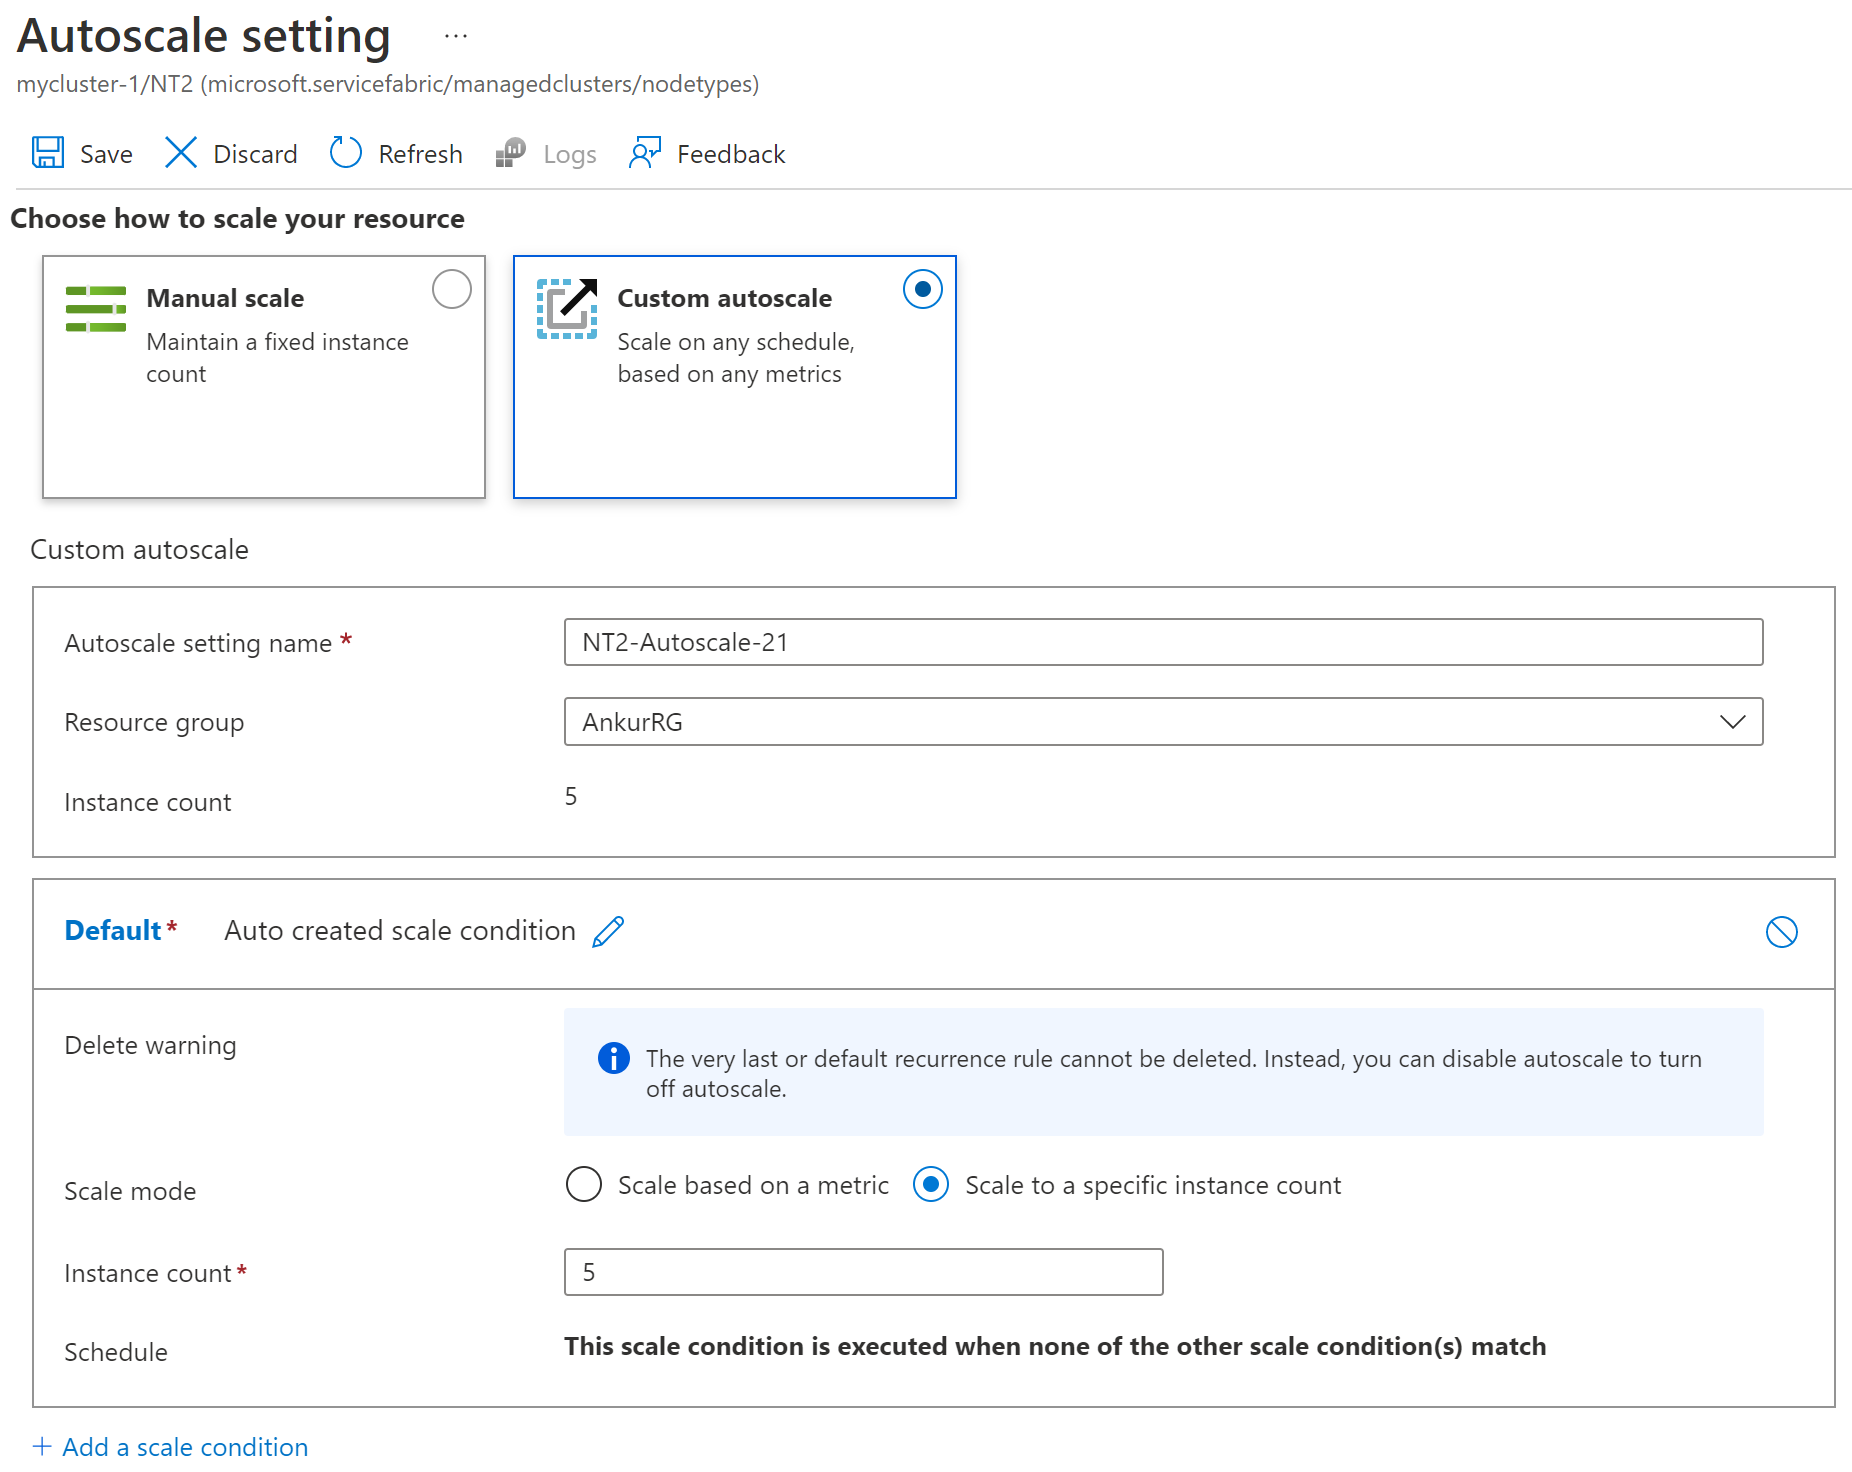 Autoscale setting ...
mycluster-1/NT2 (microsoft.servicefabric/managedclusters/nodetypes)
Save Discard Refresh Logs Feedback
Choose how to scale your resource
Manual scale
Maintain a fixed instance
count
Custom autoscale
Scale on any schedule,
based on any metrics
Custom autoscale
Autoscale setting name * NT2-Autoscale-21
Resource group AnkurRG
Instance count 5
Default* Auto created scale condition
Delete warning
The very last or default recurrence rule cannot be deleted. Instead, you can disable autoscale to turn
off autoscale.
Scale mode Scale based on a metric Scale to a specific instance count
Instance count* 5
Schedule This scale condition is executed when none of the other scale condition(s) match
+ Add a scale condition